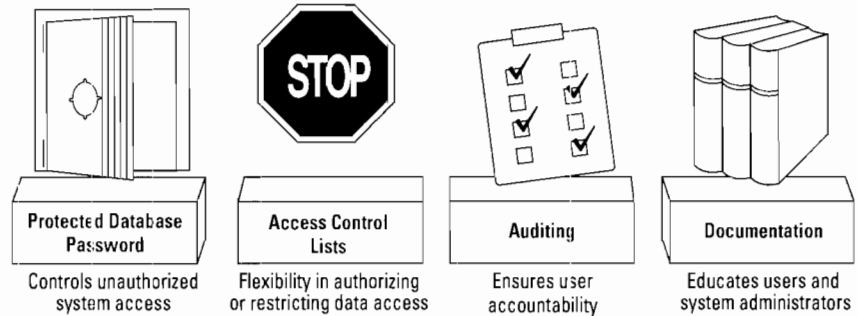 STOP
Protected Database
Password
Controls unauthorized
system access
Access Control
Lists
Flexibility in authorizing
or restricting data access
Auditing
Ensures user
accountability
Documentation
Educates users and
system administrators